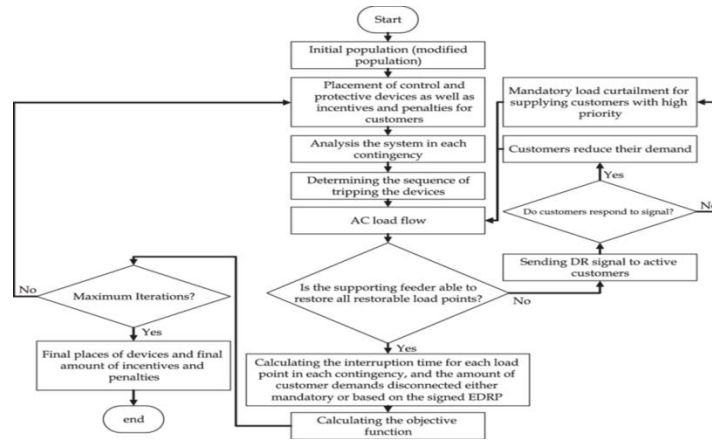 Start
Initial population (modified
population)
Placement of control and
protective devices as well as
incentives and penalties for
customers
Analysis the system in each
contingency
Determining the sequence of
tripping the devices
AC load flow
Is the supporting feeder able to
restore all restorable load points?
No
Sending DR signal to active
customers
Do customers respond to signal?
Yes
No
Customers reduce their demand
Mandatory load curtailment for
supplying customers with high
priority
Yes
Calculating the interruption time for each load
point in each contingency, and the amount of
customer demands disconnected either
mandatory or based on the signed EDRP
Calculating the objective
function
Maximum Iterations?
No
Yes
Final places of devices and final
amount of incentives and
penalties
end